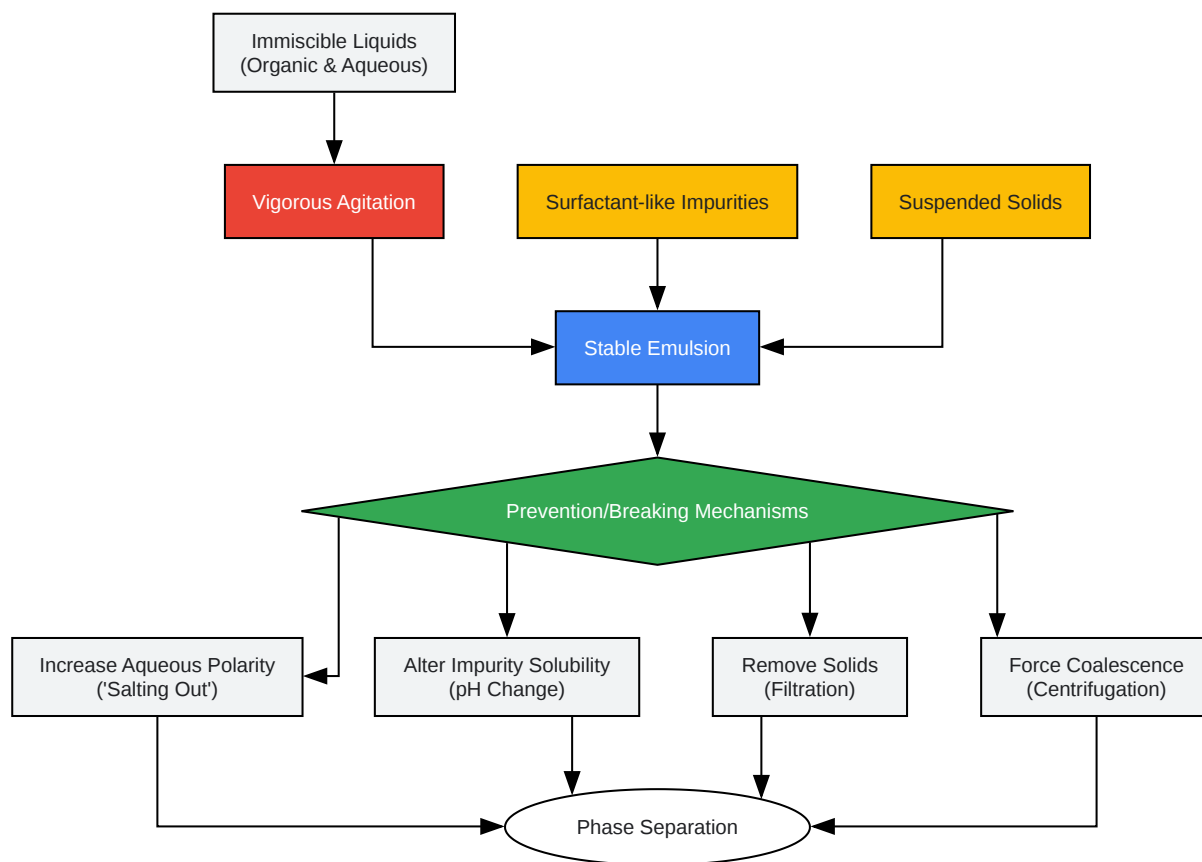 Immiscible Liquids
(Organic & Aqueous)
Vigorous Agitation
Surfactant-like Impurities
Suspended Solids
Stable Emulsion
Prevention/Breaking Mechanisms
Increase Aqueous Polarity
('Salting Out')
Alter Impurity Solubility
(pH Change)
Remove Solids
(Filtration)
Force Coalescence
(Centrifugation)
Phase Separation